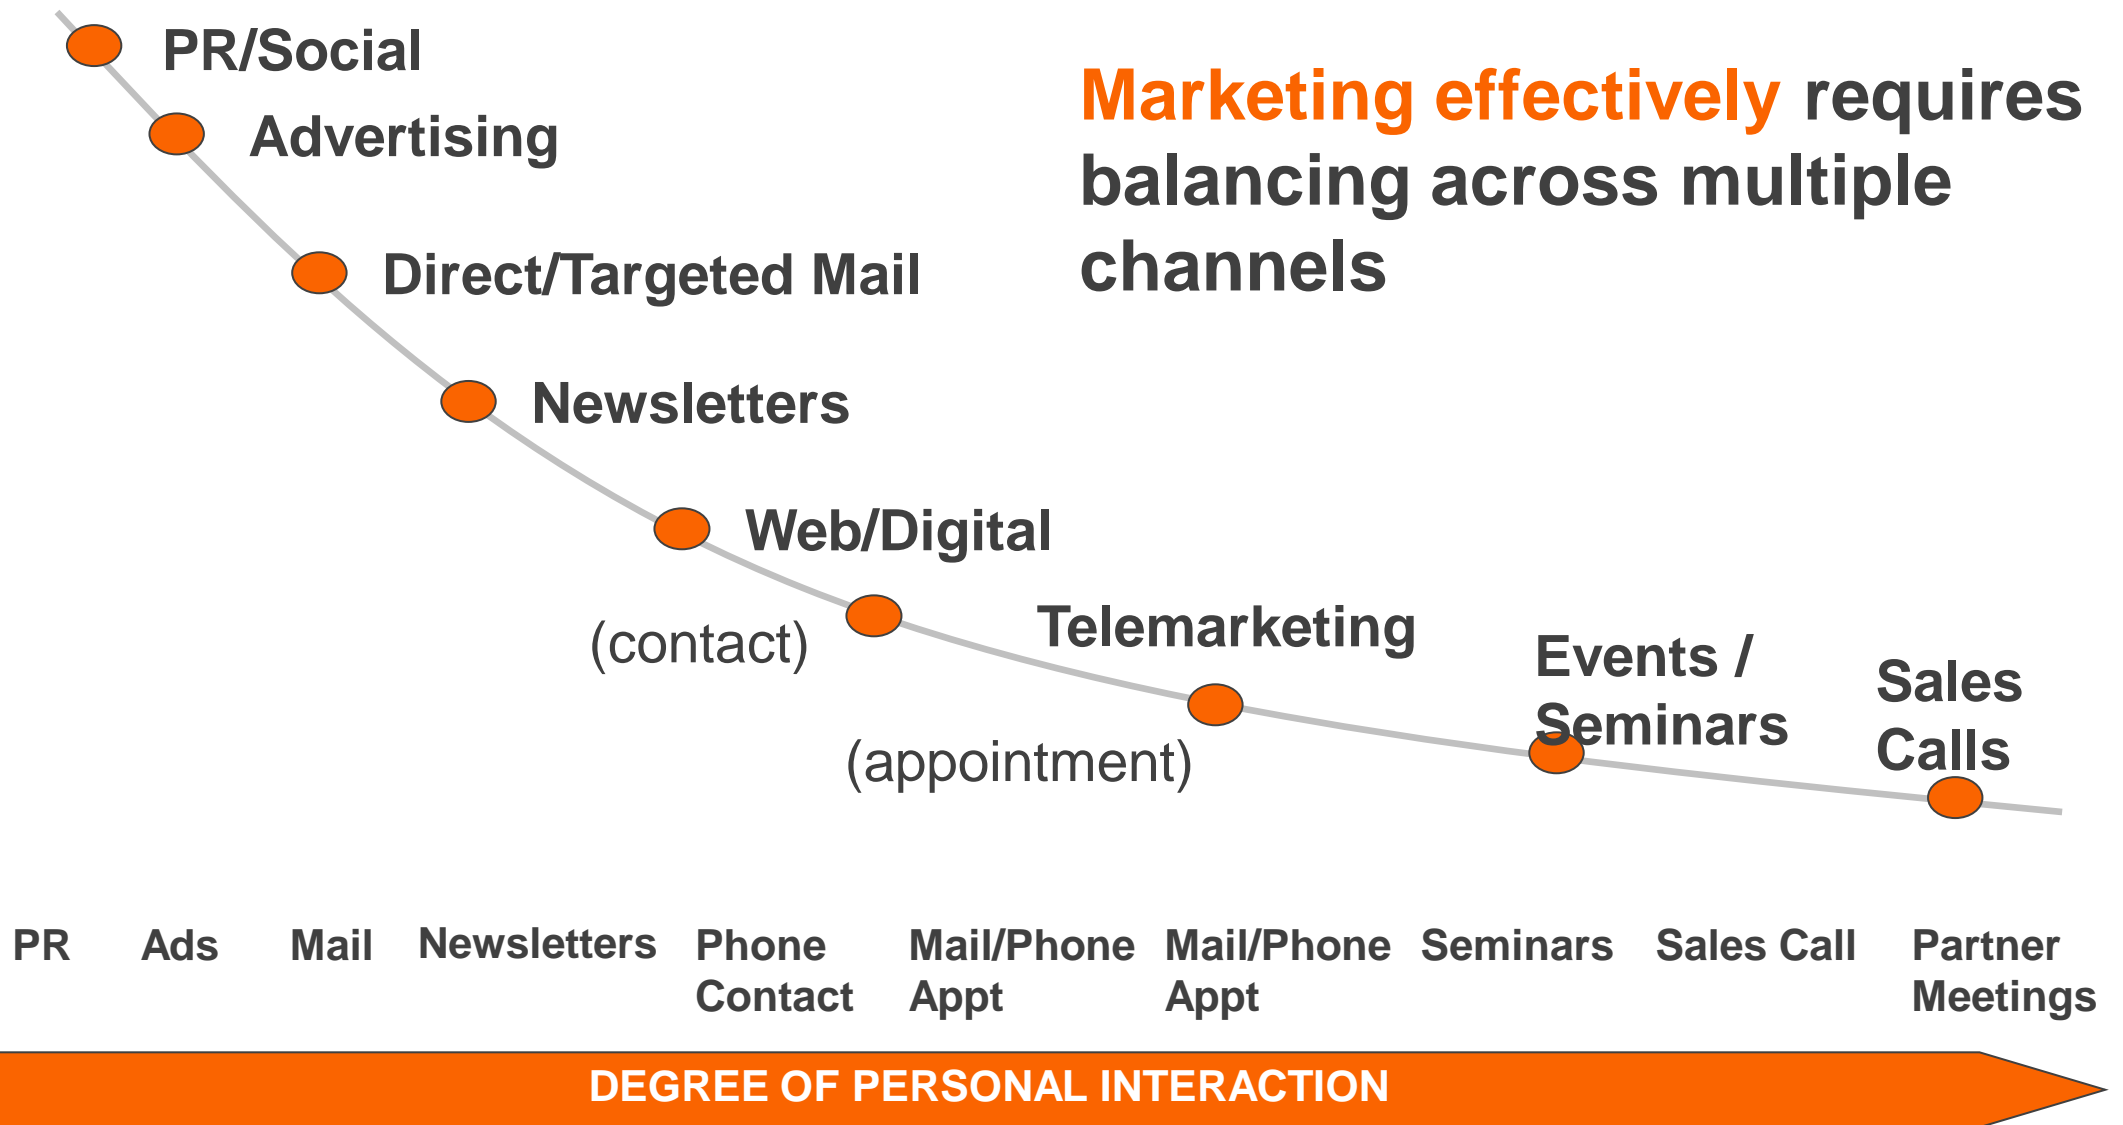 PR/Social
Advertising
Marketing effectively requires
balancing across multiple
channels
Direct/Targeted Mail
Newsletters
Web/Digital
(contact)
Telemarketing
(appointment)
Events /
Seminars
Sales
Calls
PR
Ads
Mail
Newsletters
Phone
Contact
Mail/Phone
Appt
Mail/Phone
Appt
Seminars
Sales Call
Partner
Meetings
DEGREE OF PERSONAL INTERACTION